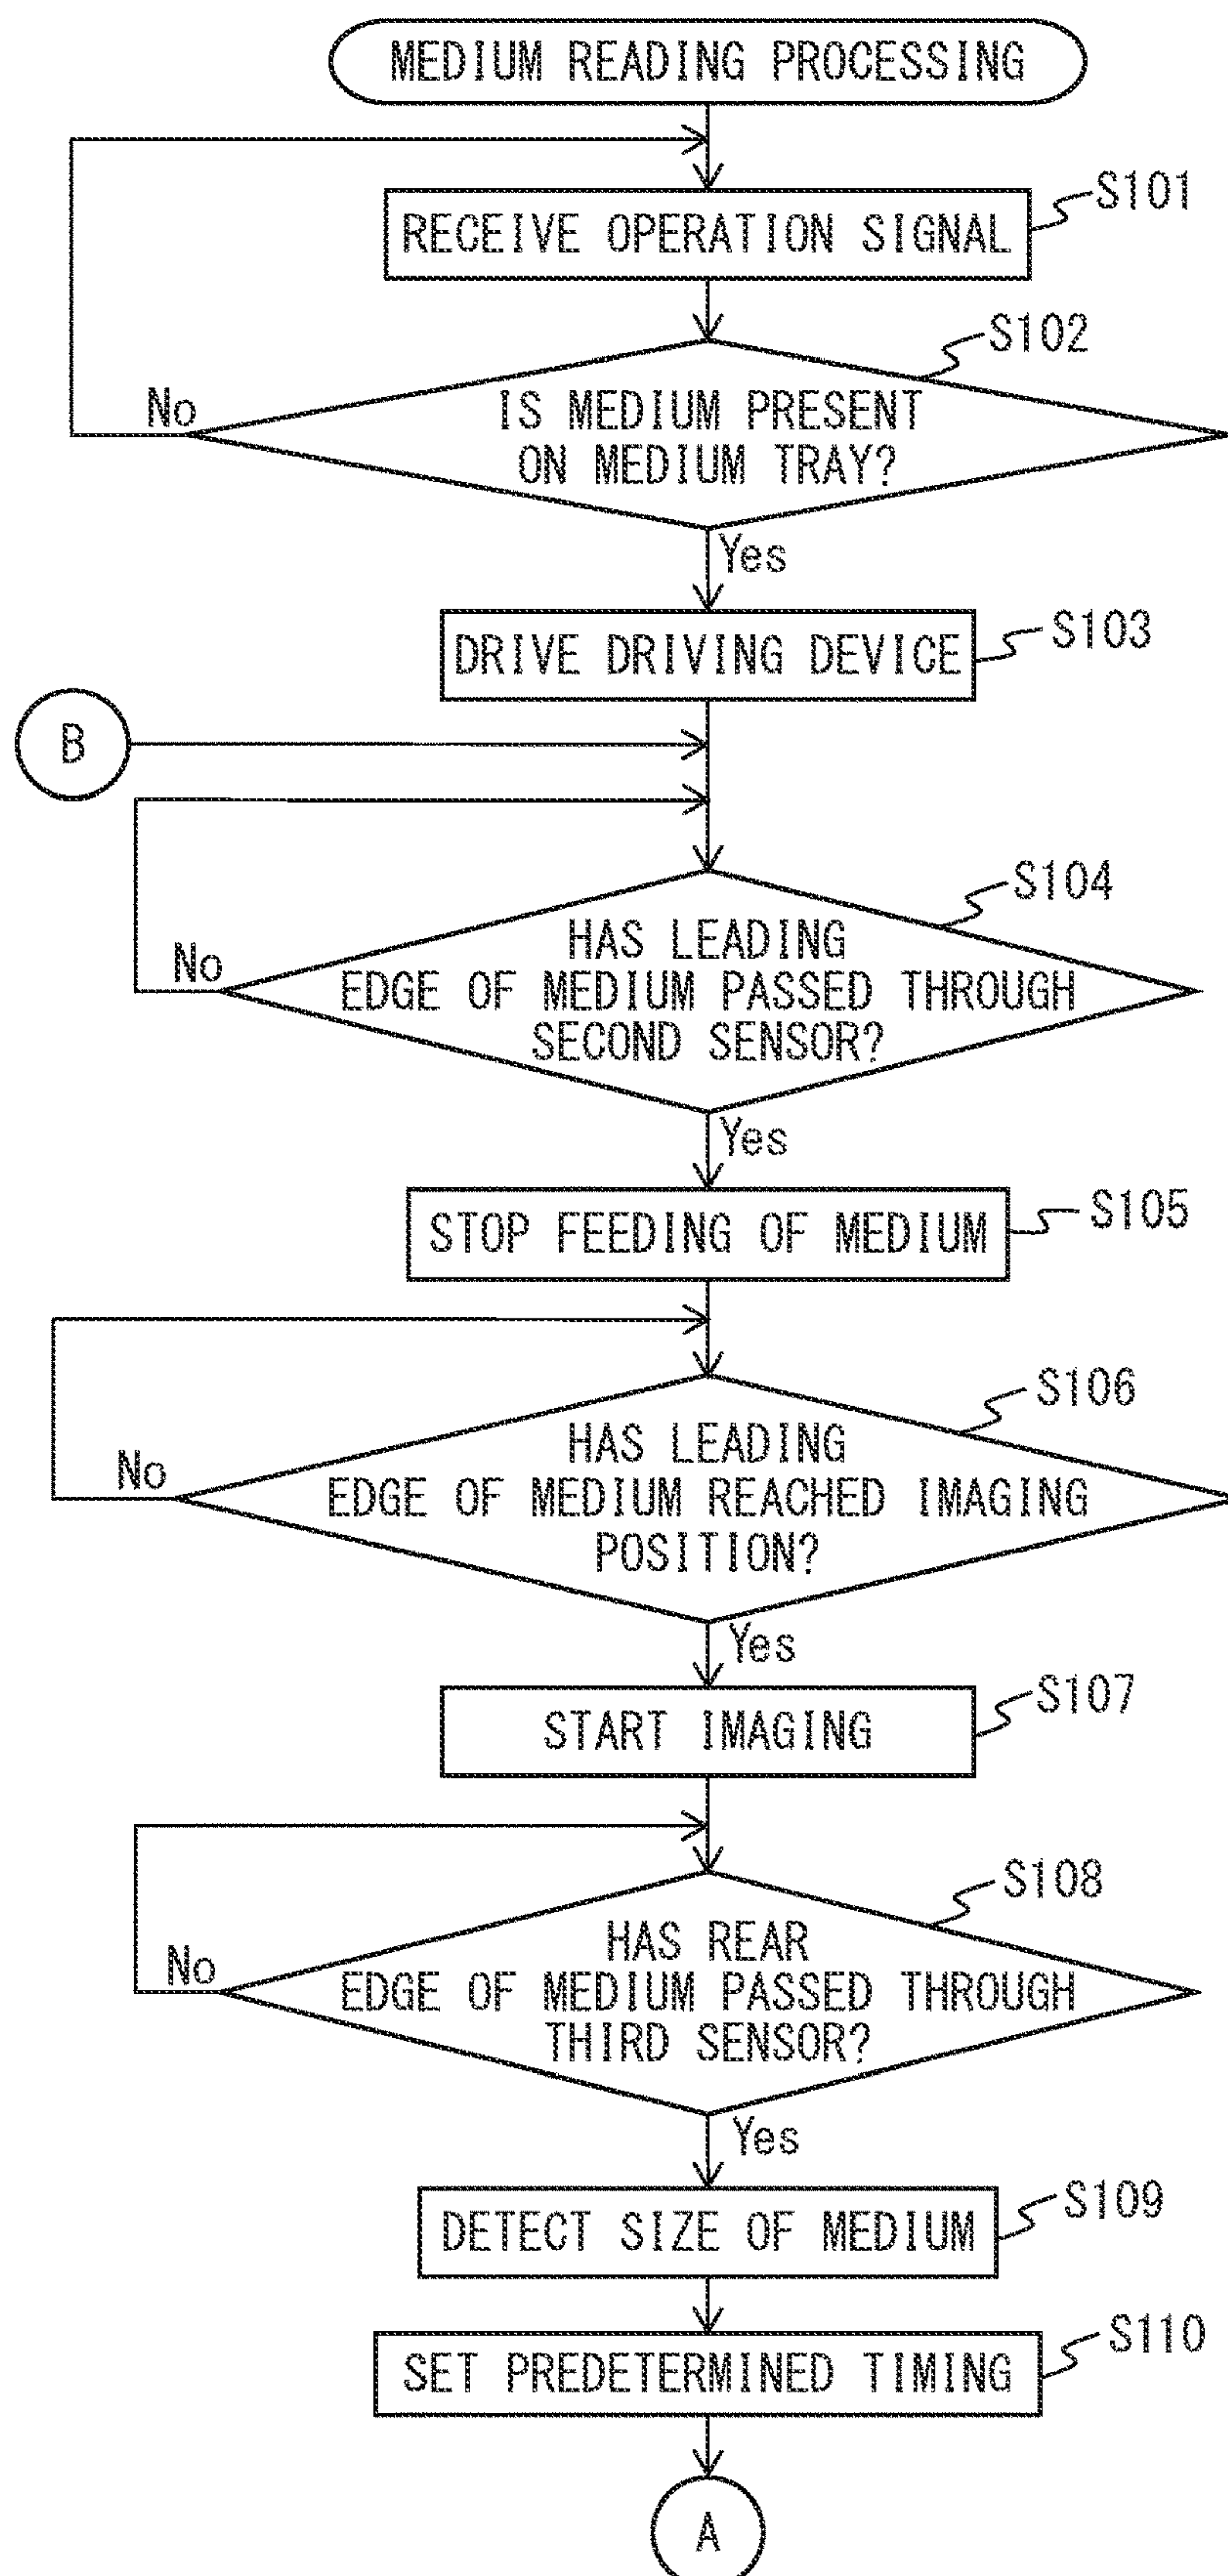 MEDIUM READING PROCESSING
RECEIVE OPERATION SIGNAL
S101
S102
IS MEDIUM PRESENT
ON MEDIUM TRAY?
No
Yes
DRIVE DRIVING DEVICE
S103
B
S104
HAS LEADING
EDGE OF MEDIUM PASSED THROUGH
SECOND SENSOR?
No
Yes
STOP FEEDING OF MEDIUM
S105
S106
HAS LEADING
EDGE OF MEDIUM REACHED IMAGING
POSITION?
No
Yes
START IMAGING
S107
S108
HAS REAR
EDGE OF MEDIUM PASSED THROUGH
THIRD SENSOR?
No
Yes
DETECT SIZE OF MEDIUM
S109
SET PREDETERMINED TIMING
S110
A